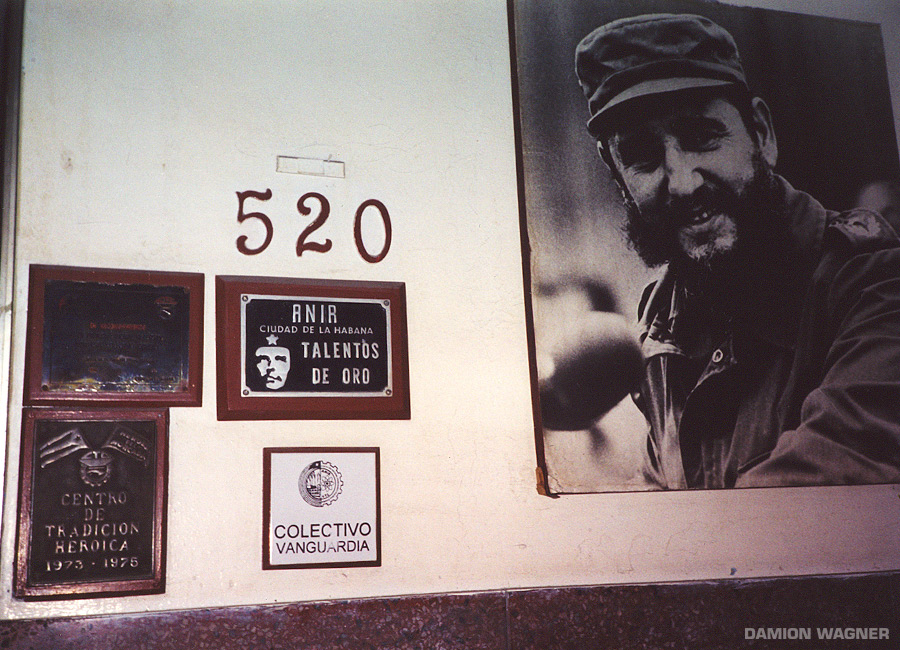 520
ANIR
CIUDAD DE LA HABANA
TALENTOS
DE ORO
CENTRO
DE
TRADICION
HEROICA
1973 - 1975
COLECTIVO
VANGUARDIA
DAMION WAGNER